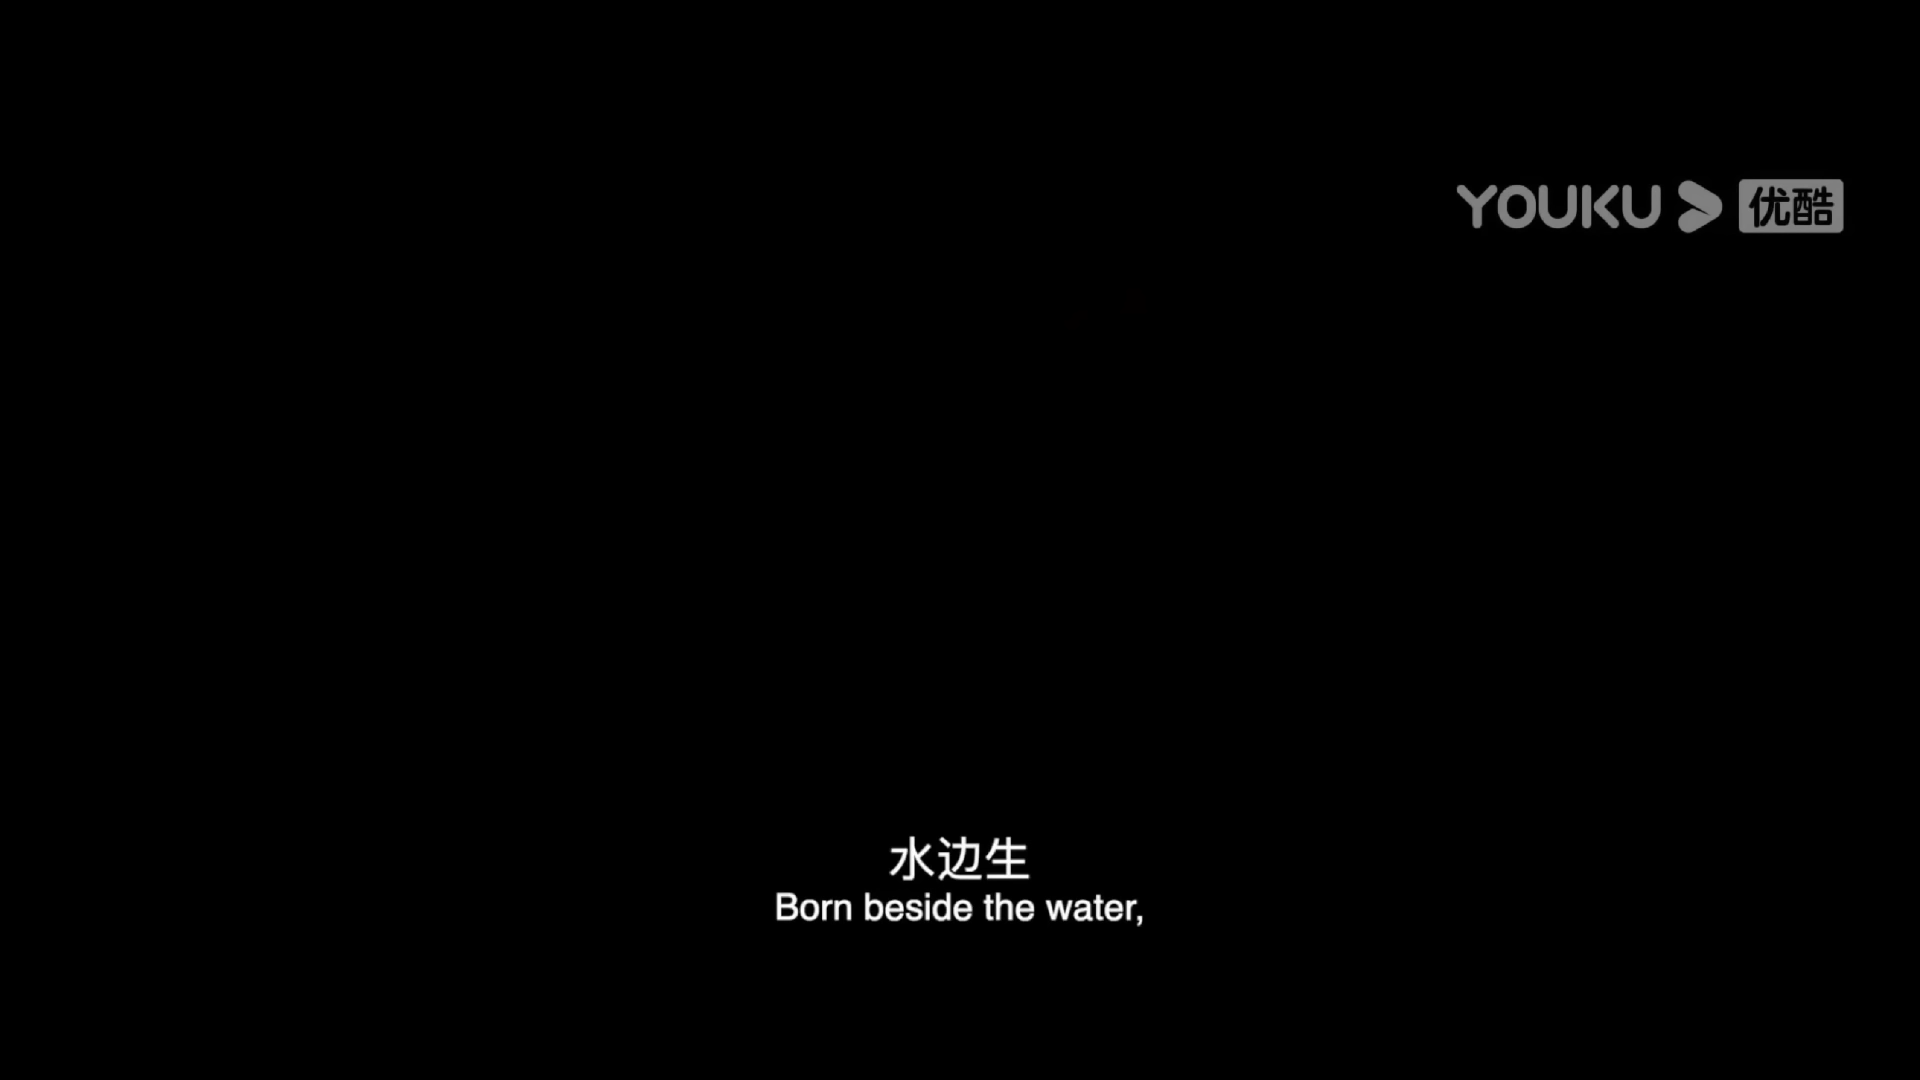 YOUKU 优酷
水边生
Born beside the water,